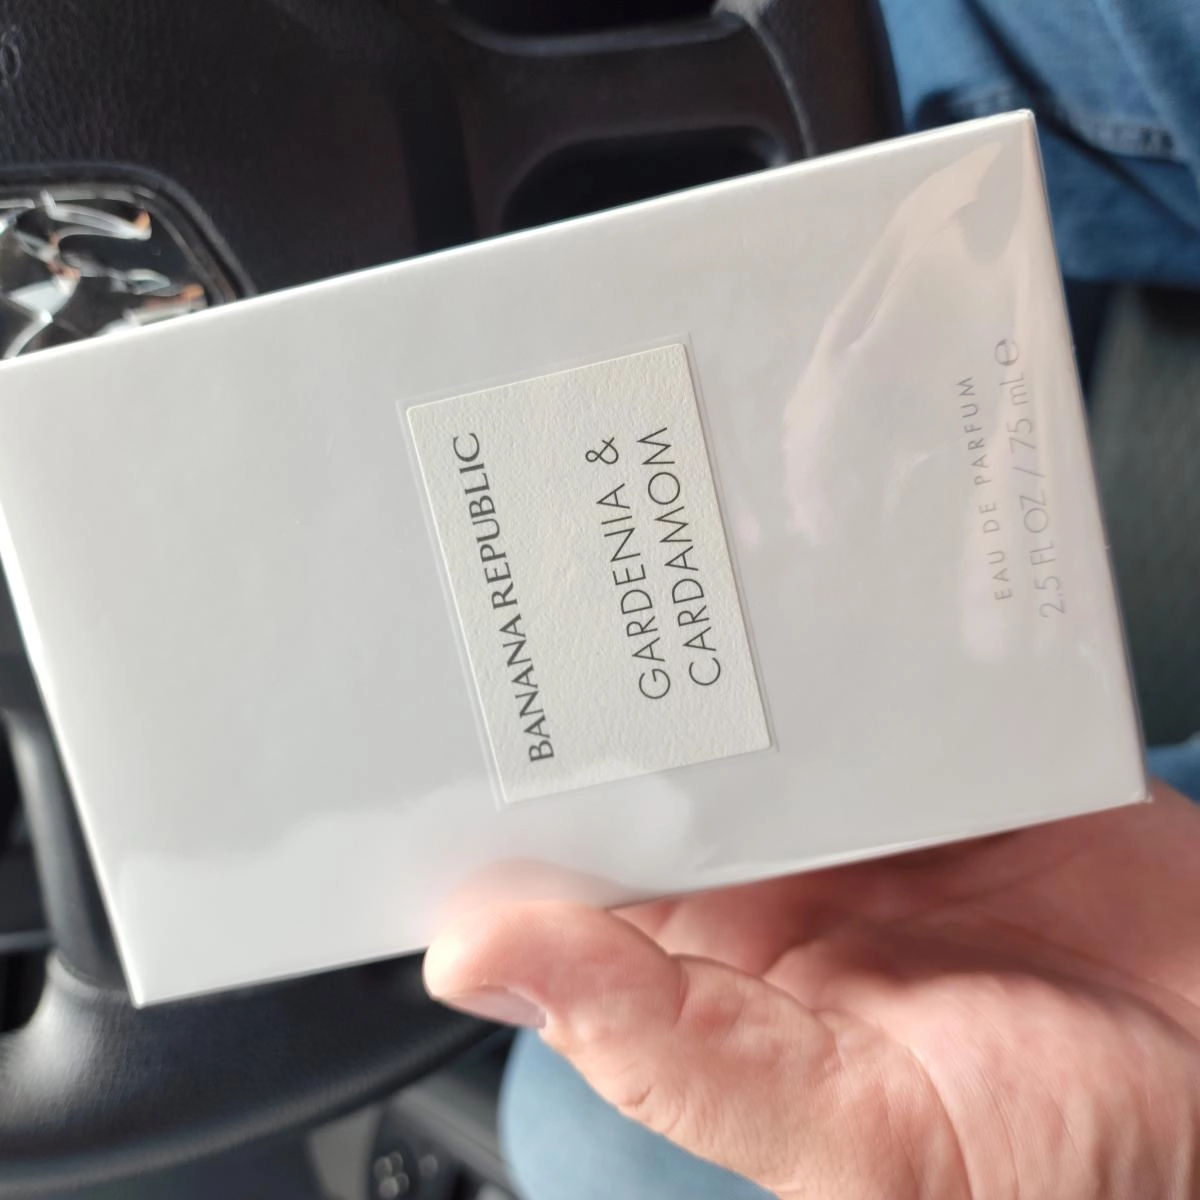 BANANA REPUBLIC
GARDENIA &
CARDAMOM
EAU DE PARFUM
2.5 FL OZ / 75 mL ℮